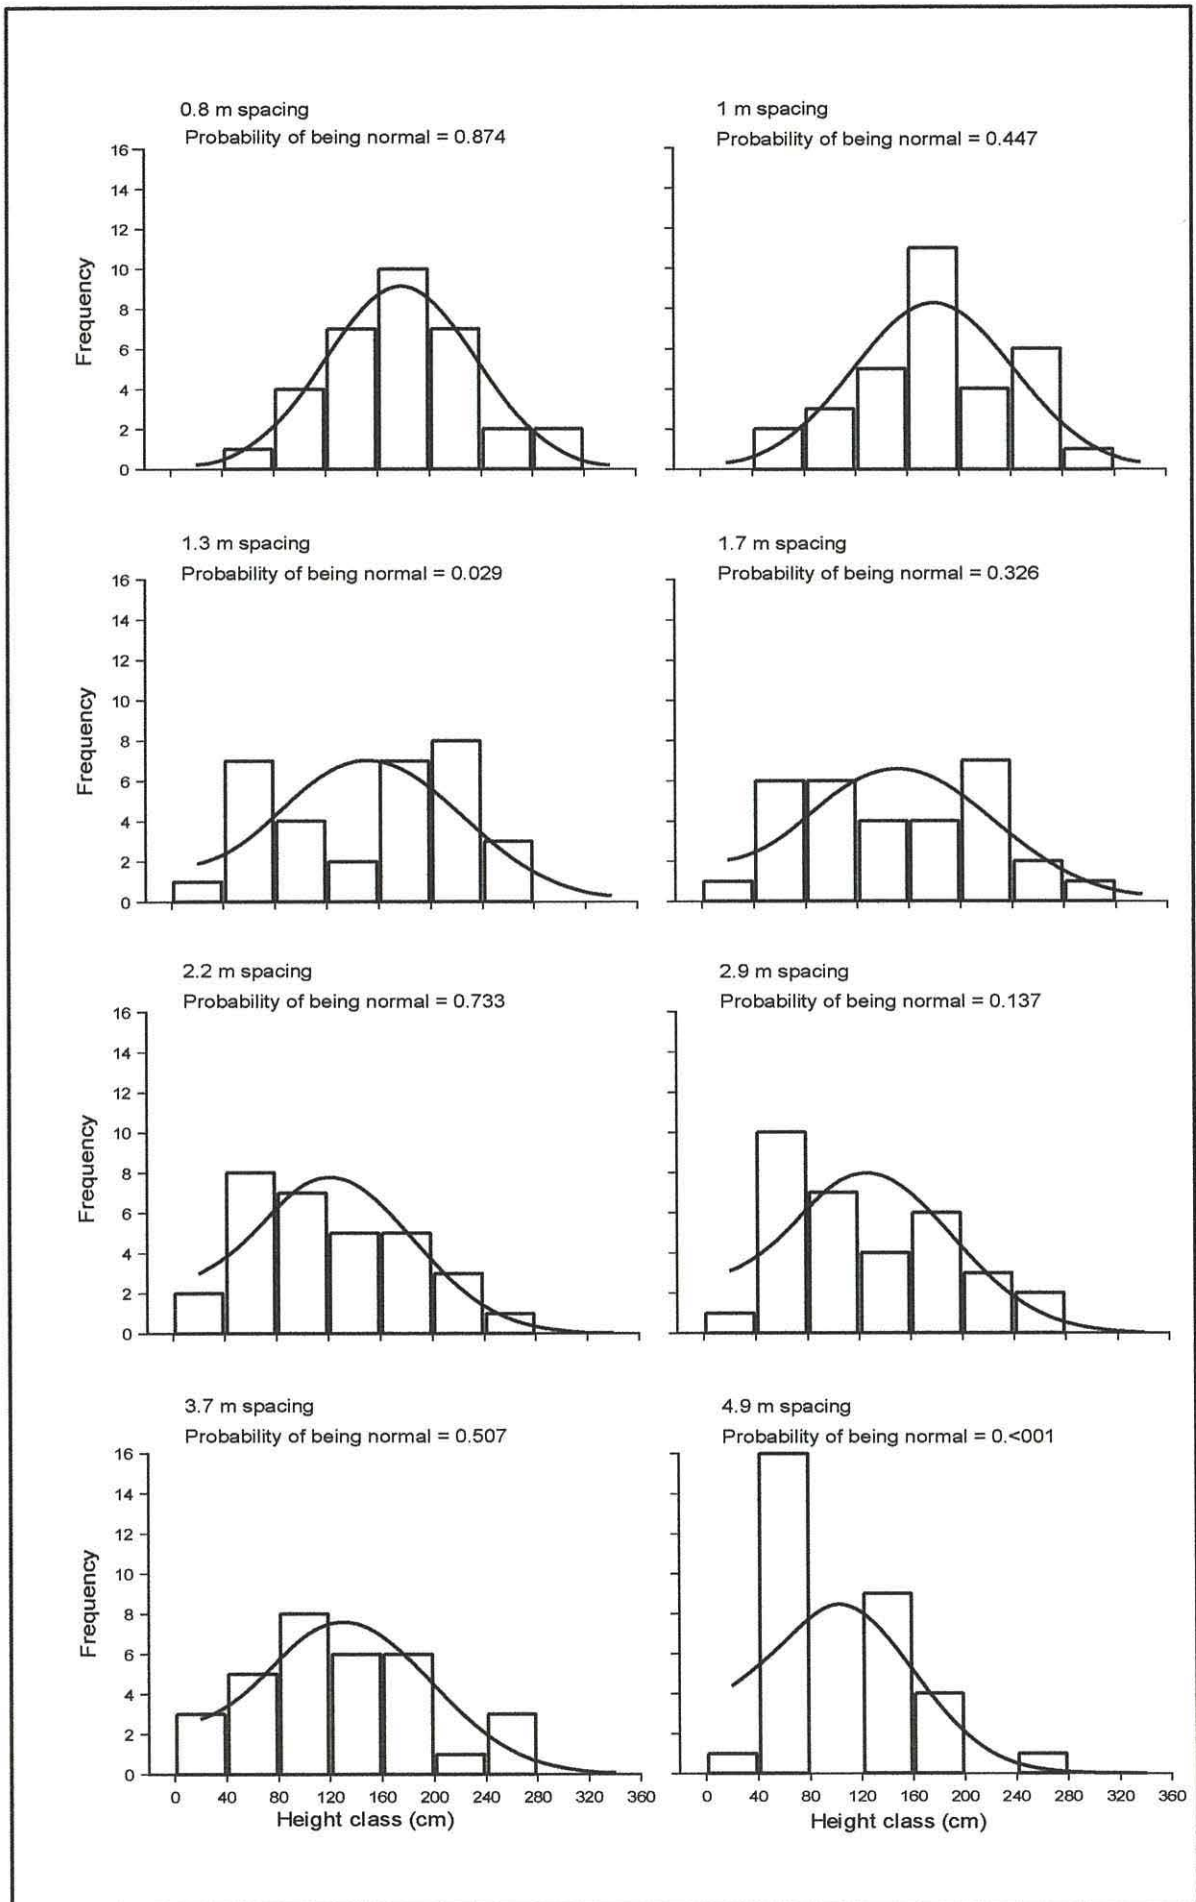 0.8 m spacing
Probability of being normal = 0.874
1 m spacing
Probability of being normal = 0.447
16
14
12
10
8
6
4
2
0
Frequency
1.3 m spacing
Probability of being normal = 0.029
1.7 m spacing
Probability of being normal = 0.326
16
14
12
10
8
6
4
2
0
Frequency
2.2 m spacing
Probability of being normal = 0.733
2.9 m spacing
Probability of being normal = 0.137
16
14
12
10
8
6
4
2
0
Frequency
3.7 m spacing
Probability of being normal = 0.507
4.9 m spacing
Probability of being normal = 0.<001
16
14
12
10
8
6
4
2
0
Frequency
0 40 80 120 160 200 240 280 320 360
Height class (cm)
0 40 80 120 160 200 240 280 320 360
Height class (cm)